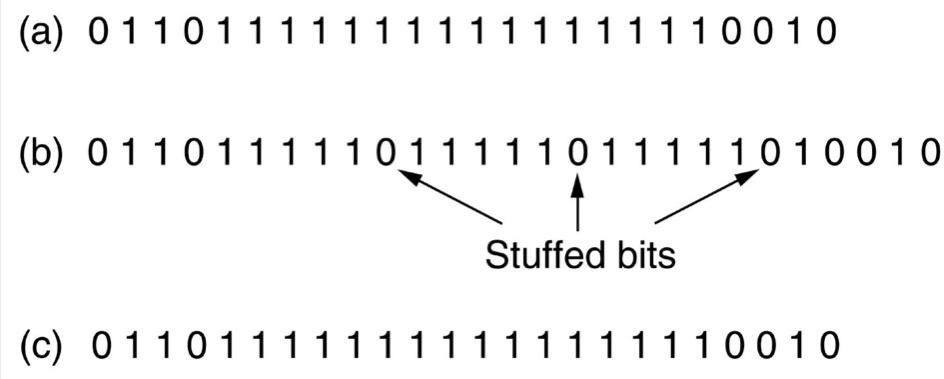 (a) 0 1 1 0 1 1 1 1 1 1 1 1 1 1 1 1 1 1 1 1 0 0 1 0
(b) 0 1 1 0 1 1 1 1 1 0 1 1 1 1 1 0 1 1 1 1 1 0 1 0 0 1 0
Stuffed bits
(c) 0 1 1 0 1 1 1 1 1 1 1 1 1 1 1 1 1 1 1 1 0 0 1 0